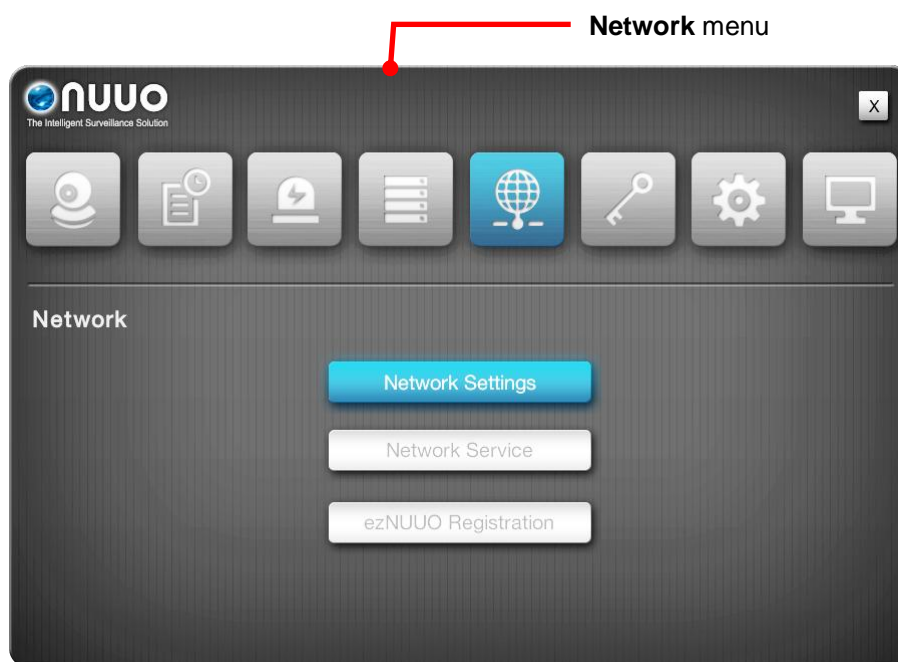 Network menu
nuuo
The Intelligent Surveillance Solution
X
Network
Network Settings
Network Service
ezNUUO Registration